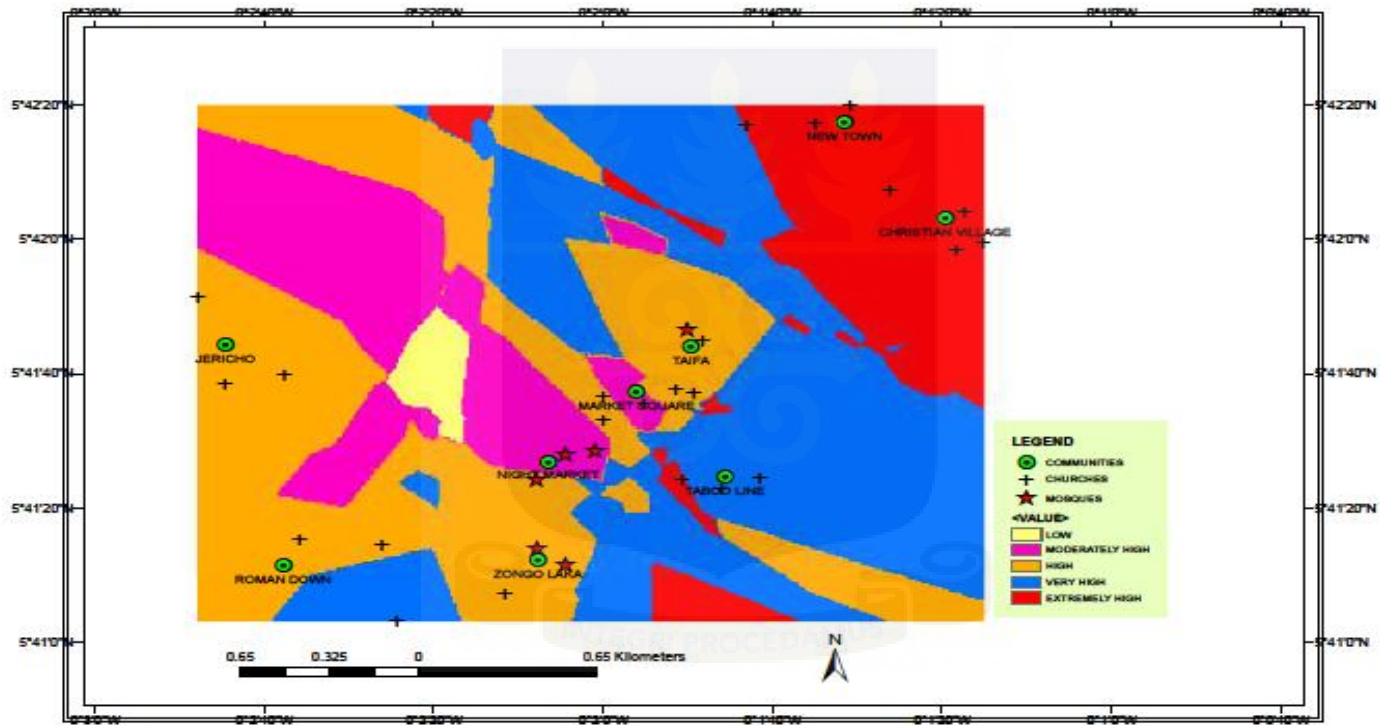 5°42'20"N 5°42'20"N
NEW TOWN
CHRISTIAN VILLAGE
5°42'0"N 5°42'0"N
JERICHO
TAIFA
5°41'40"N 5°41'40"N
MARKET SQUARE
NIGHT MARKET
TABOO LINE
5°41'20"N 5°41'20"N
ROMAN DOWN
ZONGO LAKA
5°41'0"N 5°41'0"N
LEGEND
COMMUNITIES
CHURCHES
MOSQUES
<VALUE>
LOW
MODERATELY HIGH
HIGH
VERY HIGH
EXTREMELY HIGH
INTEGRI PROCEDAMUS
N
0.65 0.325 0 0.65 Kilometers